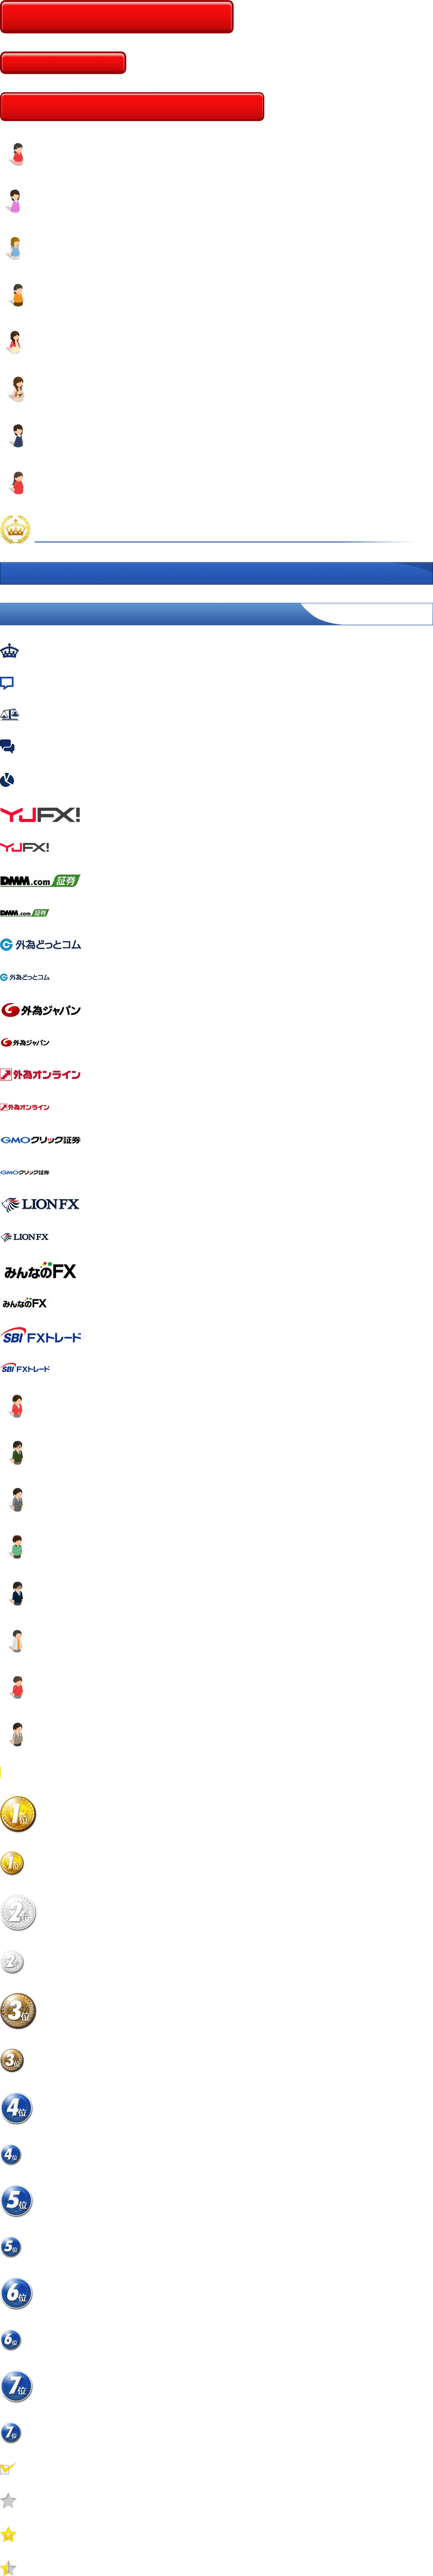 YJFX!
YJFX!
DMM.com 証券
DMM.com 証券
外為どっとコム
外為どっとコム
外為ジャパン
外為ジャパン
外為オンライン
外為オンライン
GMOクリック証券
GMOクリック証券
LION FX
LION FX
みんなのFX
みんなのFX
SBI FXトレード
SBI FXトレード
1位
1位
2位
2位
3位
3位
4位
4位
5位
5位
6位
6位
7位
7位